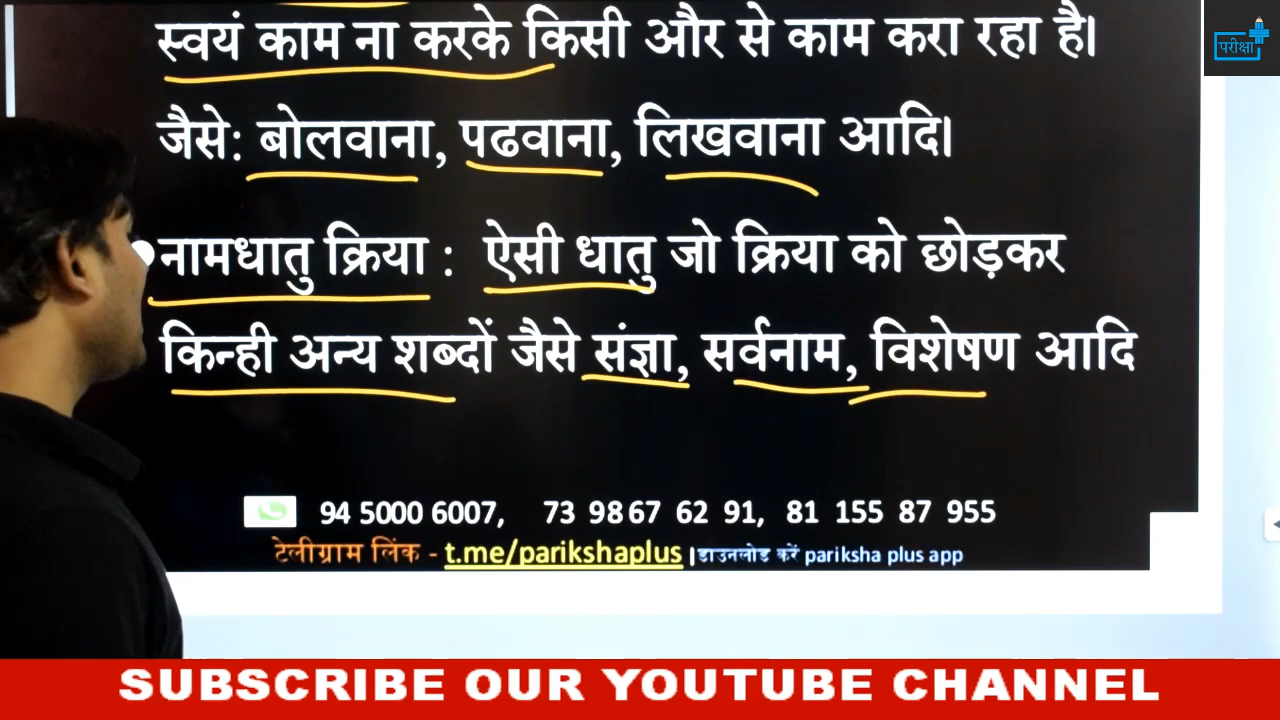 स्वयं काम ना करके किसी और से काम करा रहा है।
परीक्षा
जैसे: बोलवाना, पढवाना, लिखवाना आदि।
नामधातु क्रिया : ऐसी धातु जो क्रिया को छोड़कर
किन्ही अन्य शब्दों जैसे संज्ञा, सर्वनाम, विशेषण आदि
94 5000 6007, 73 9867 62 91, 81 155 87 955
टेलीग्राम लिंक - t.me/parikshaplus |डाउनलोड करें pariksha plus app
SUBSCRIBE OUR YOUTUBE CHANNEL